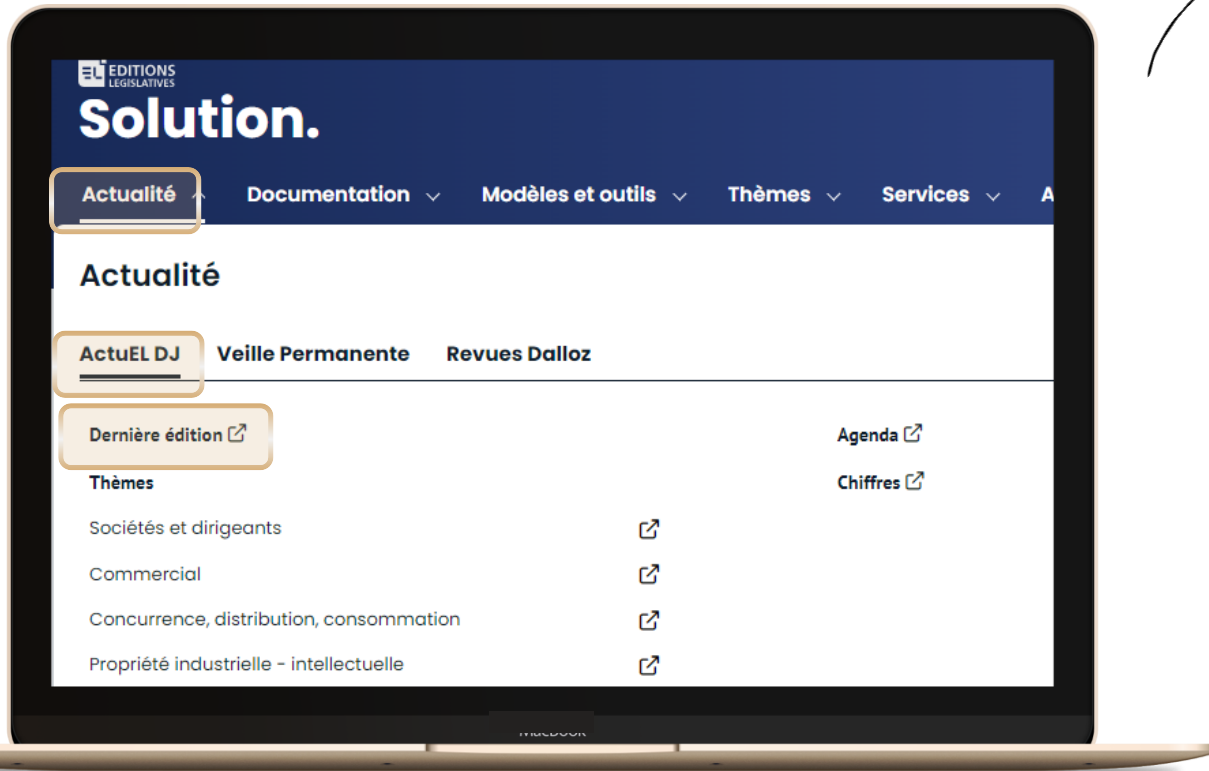 EL EDITIONS
LEGISLATIVES
Solution.
Actualité Documentation Modèles et outils Thèmes Services A
Actualité
ActuEL DJ Veille Permanente Revues Dalloz
Dernière édition Agenda
Thèmes Chiffres
Sociétés et dirigeants
Commercial
Concurrence, distribution, consommation
Propriété industrielle - intellectuelle